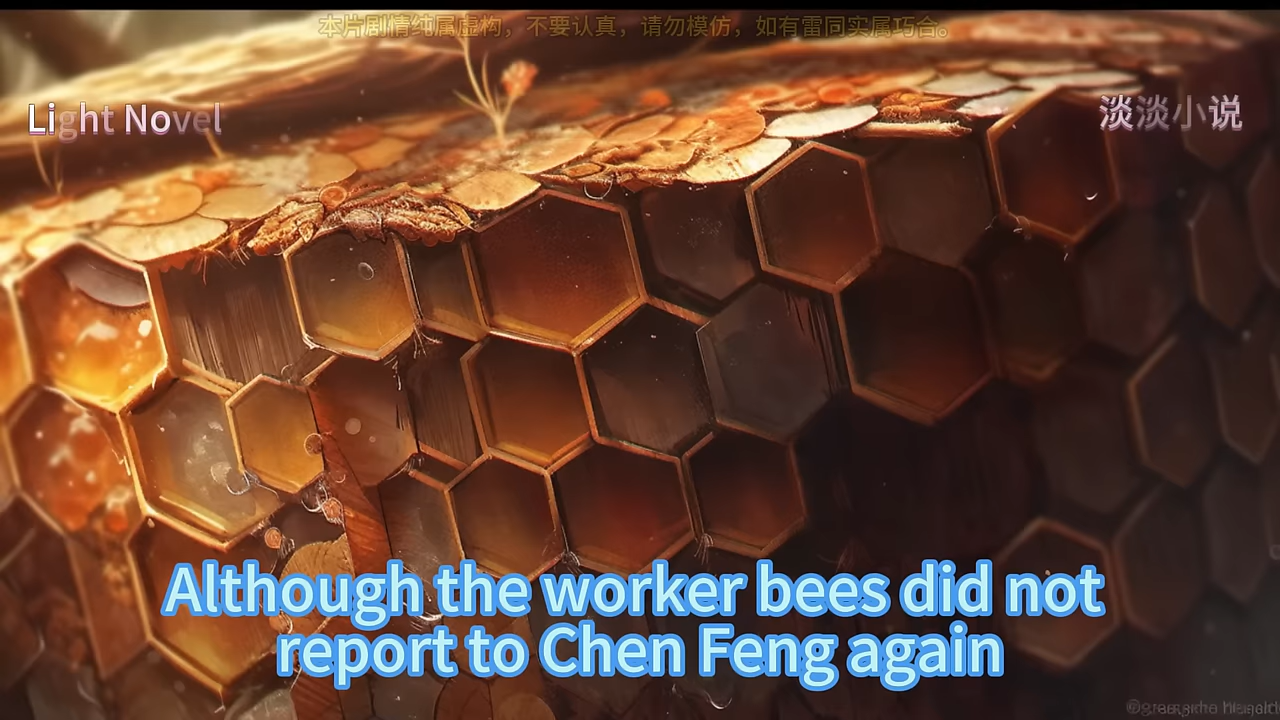 本片剧情纯属虚构，不要认真，请勿模仿，如有雷同实属巧合。
Light Novel
淡淡小说
Although the worker bees did not
report to Chen Feng again